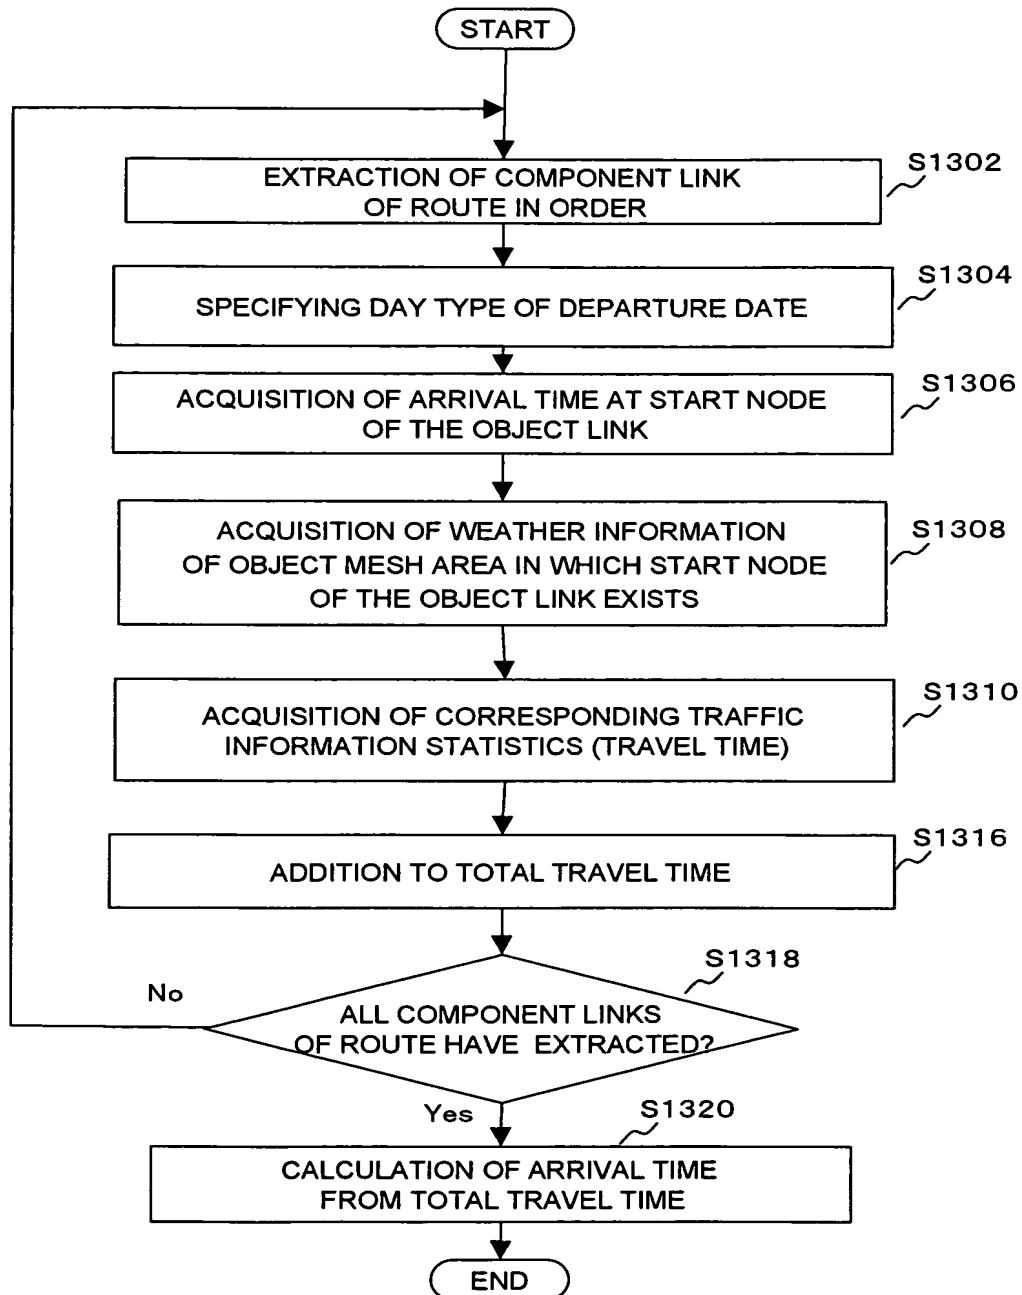 START
EXTRACTION OF COMPONENT LINK
OF ROUTE IN ORDER
S1302
SPECIFYING DAY TYPE OF DEPARTURE DATE
S1304
ACQUISITION OF ARRIVAL TIME AT START NODE
OF THE OBJECT LINK
S1306
ACQUISITION OF WEATHER INFORMATION
OF OBJECT MESH AREA IN WHICH START NODE
OF THE OBJECT LINK EXISTS
S1308
ACQUISITION OF CORRESPONDING TRAFFIC
INFORMATION STATISTICS (TRAVEL TIME)
S1310
ADDITION TO TOTAL TRAVEL TIME
S1316
ALL COMPONENT LINKS
OF ROUTE HAVE EXTRACTED?
S1318
No
Yes
CALCULATION OF ARRIVAL TIME
FROM TOTAL TRAVEL TIME
S1320
END